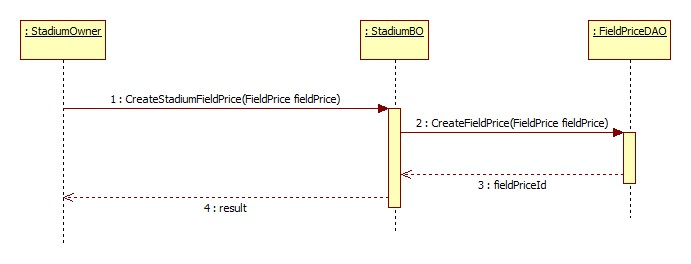 : StadiumOwner
: StadiumBO
: FieldPriceDAO
1 : CreateStadiumFieldPrice(FieldPrice fieldPrice)
2 : CreateFieldPrice(FieldPrice fieldPrice)
3 : fieldPriceId
4 : result